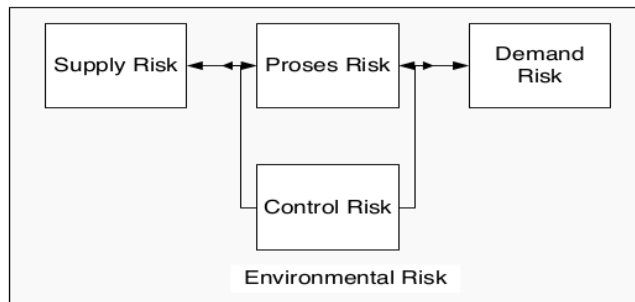 Supply Risk
Proses Risk
Demand
Risk
Control Risk
Environmental Risk